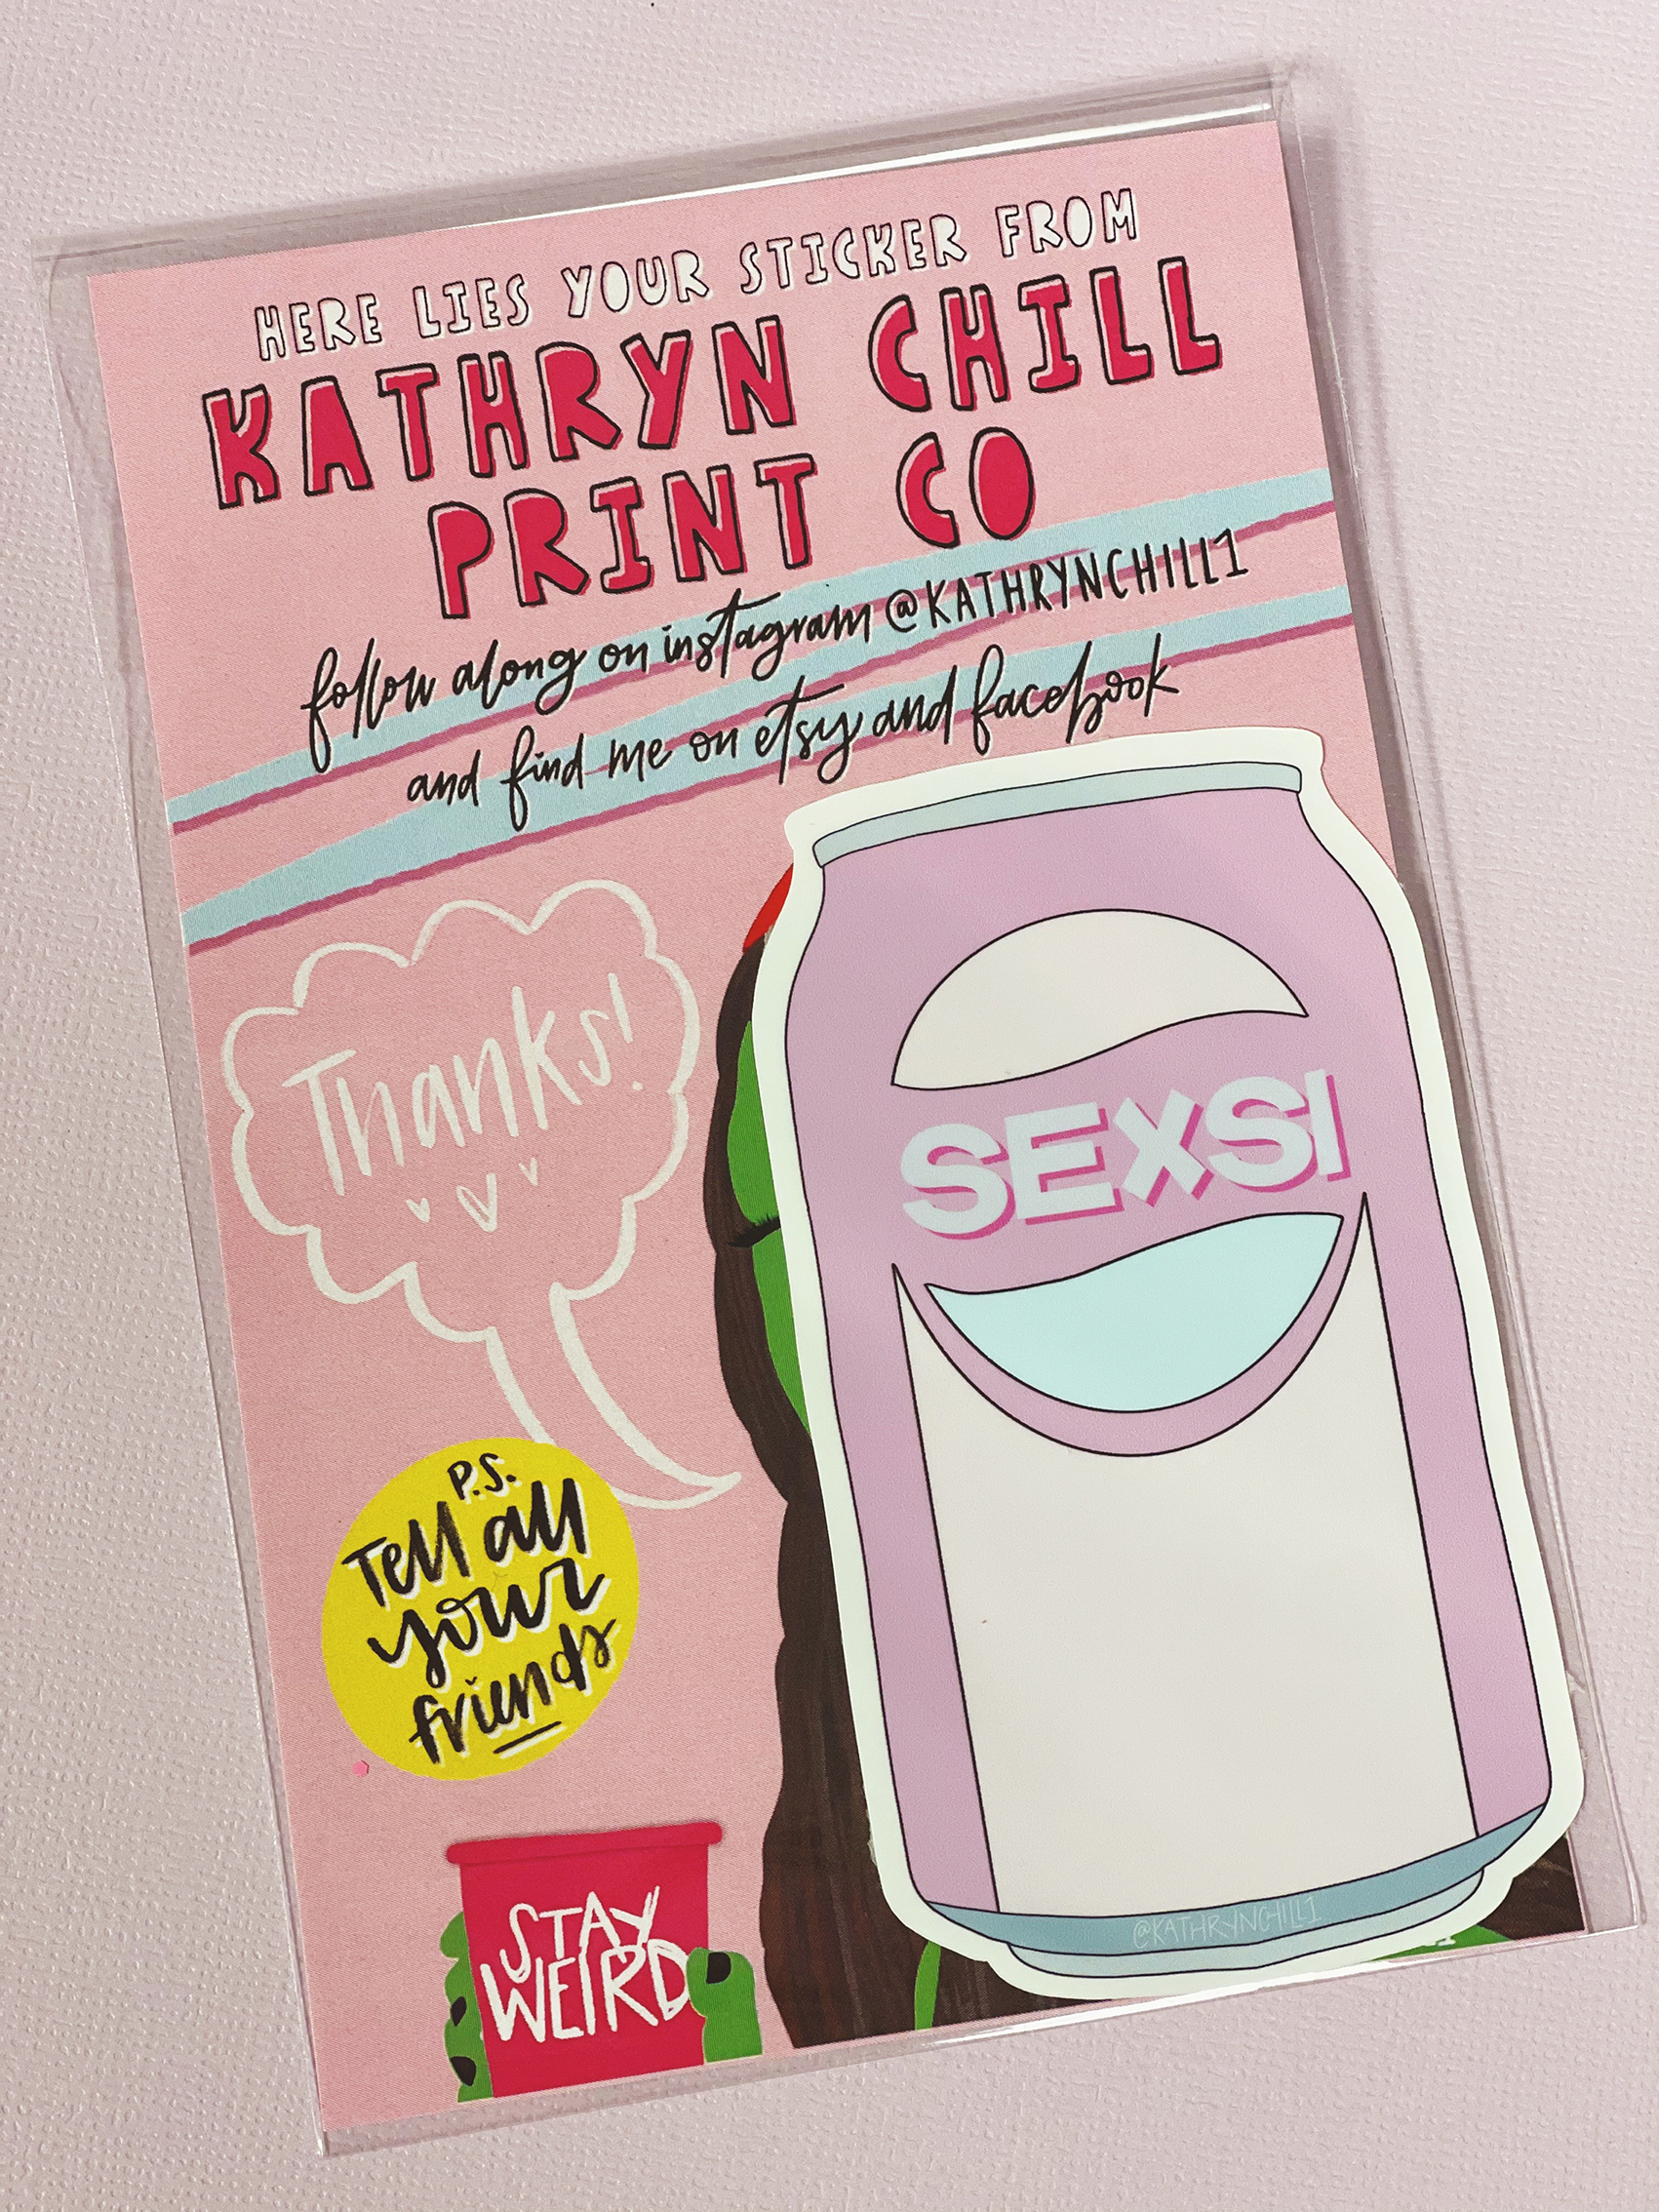 HERE LIES YOUR STICKER FROM
KATHRYN CHILL
PRINT CO
follow along on instagram @KATHRYNCHILL1
and find me on etsy and facebook
Thanks!
SEXSI
P.S.
Tell all
your
friends
STAY
WEIRD
@KATHRYNCHILL1